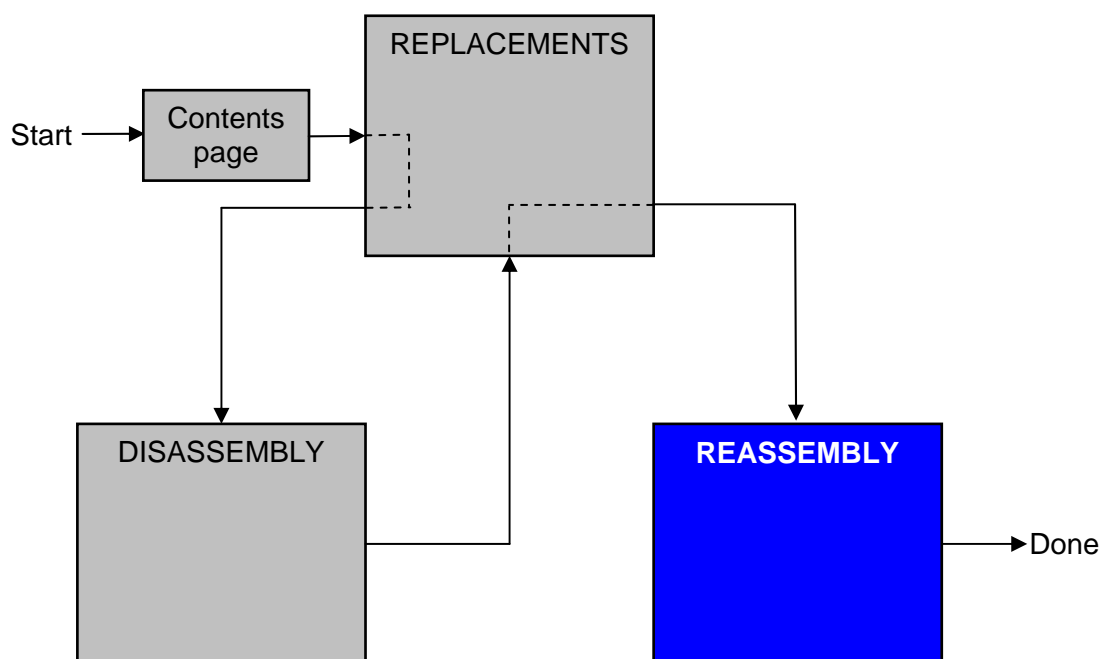 REPLACEMENTS
Start
Contents
page
DISASSEMBLY
REASSEMBLY
Done